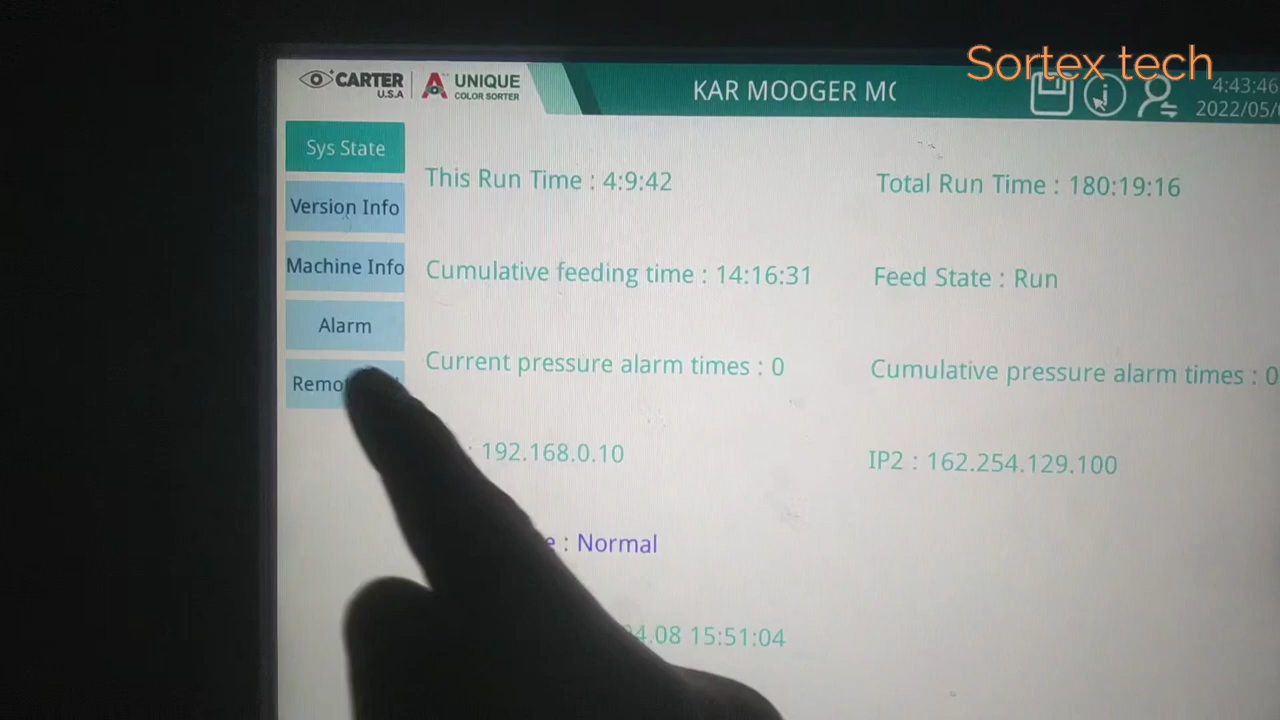 Sortex tech
CARTER
U.S.A
UNIQUE
COLOR SORTER
KAR MOOGER MO
4:43:46
2022/05/
Sys State
This Run Time : 4:9:42
Total Run Time : 180:19:16
Version Info
Machine Info
Cumulative feeding time : 14:16:31
Feed State : Run
Alarm
Current pressure alarm times : 0
Cumulative pressure alarm times : 0
Remo
: 192.168.0.10
IP2 : 162.254.129.100
e : Normal
04.08 15:51:04